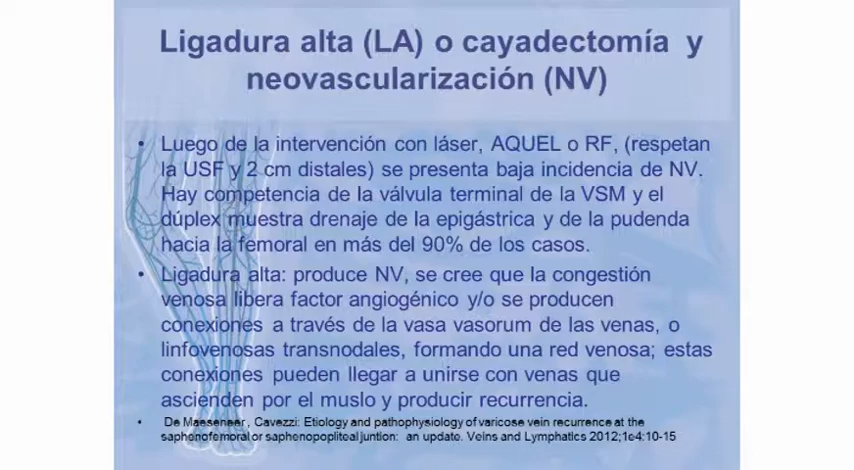 Ligadura alta (LA) o cayadectomía y
neovascularización (NV)
• Luego de la intervención con láser, AQUEL o RF, (respetan
la USF y 2 cm distales) se presenta baja incidencia de NV.
Hay competencia de la válvula terminal de la VSM y el
dúplex muestra drenaje de la epigástrica y de la pudenda
hacia la femoral en más del 90% de los casos.
• Ligadura alta: produce NV, se cree que la congestión
venosa libera factor angiogénico y/o se producen
conexiones a través de la vasa vasorum de las venas, o
linfovenosas transnodales, formando una red venosa; estas
conexiones pueden llegar a unirse con venas que
ascienden por el muslo y producir recurrencia.
• De Maeseneer , Cavezzi: Etiology and pathophysiology of varicose vein recurrence at the
saphenofemoral or saphenopopliteal juntion: an update. Veins and Lymphatics 2012;1e4:10-15